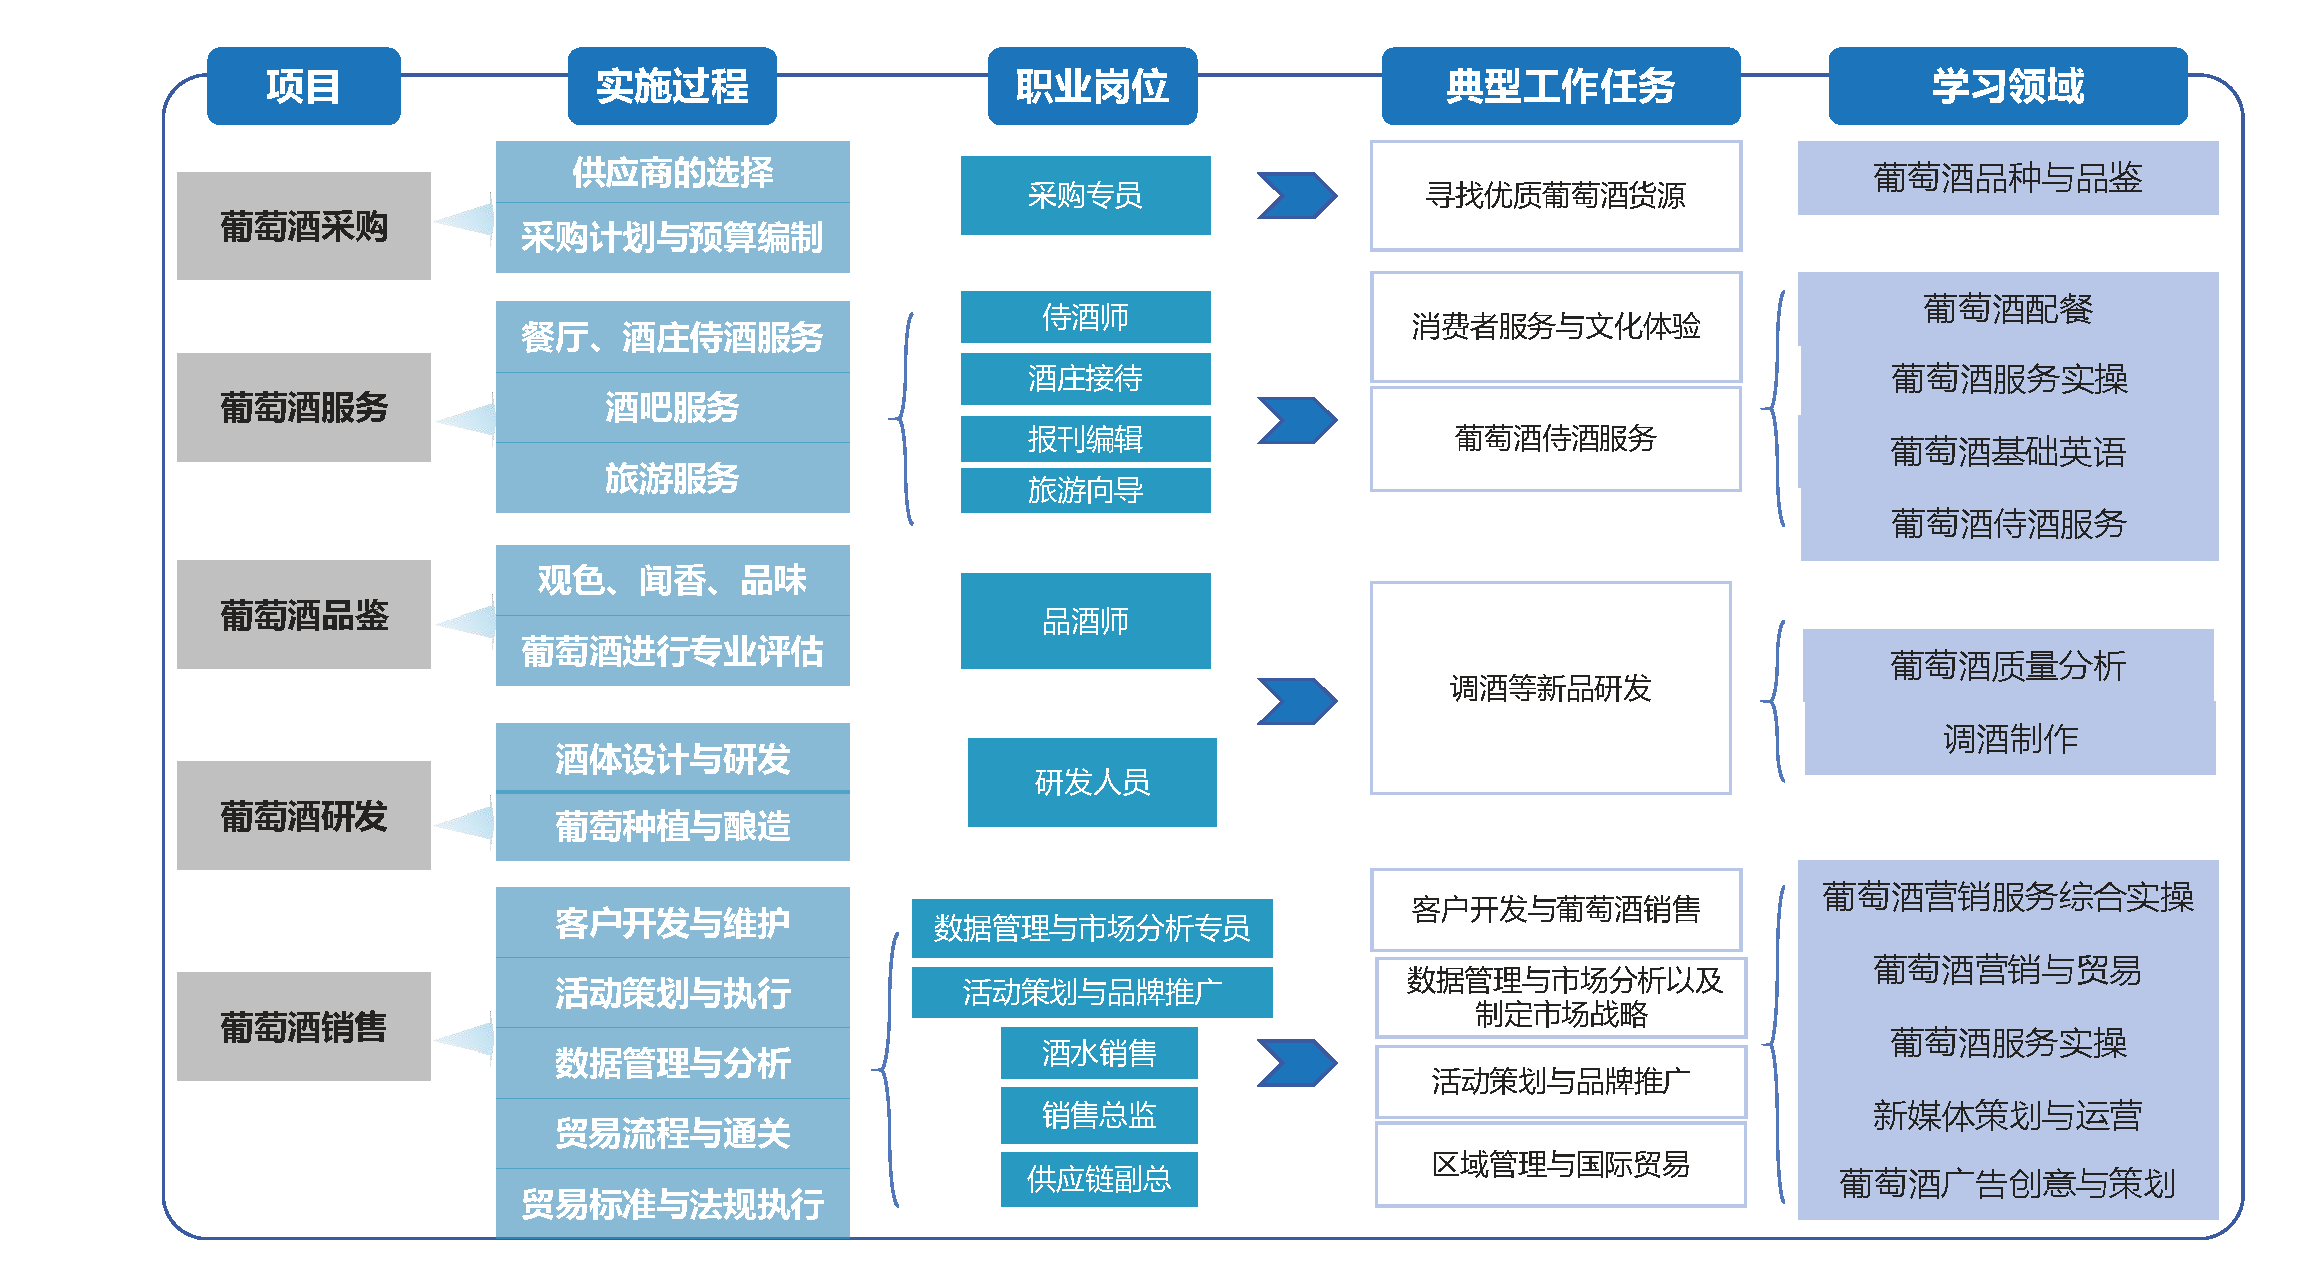 项目
实施过程
职业岗位
典型工作任务
学习领域
葡萄酒采购
供应商的选择
采购计划与预算编制
采购专员
寻找优质葡萄酒货源
葡萄酒品种与品鉴
葡萄酒服务
餐厅、酒庄侍酒服务
酒吧服务
旅游服务
侍酒师
酒庄接待
报刊编辑
旅游向导
消费者服务与文化体验
葡萄酒侍酒服务
葡萄酒配餐
葡萄酒服务实操
葡萄酒基础英语
葡萄酒侍酒服务
葡萄酒品鉴
观色、闻香、品味
葡萄酒进行专业评估
品酒师
葡萄酒研发
酒体设计与研发
葡萄种植与酿造
研发人员
调酒等新品研发
葡萄酒质量分析
调酒制作
葡萄酒销售
客户开发与维护
活动策划与执行
数据管理与分析
贸易流程与通关
贸易标准与法规执行
数据管理与市场分析专员
活动策划与品牌推广
酒水销售
销售总监
供应链副总
客户开发与葡萄酒销售
数据管理与市场分析以及
制定市场战略
活动策划与品牌推广
区域管理与国际贸易
葡萄酒营销服务综合实操
葡萄酒营销与贸易
葡萄酒服务实操
新媒体策划与运营
葡萄酒广告创意与策划